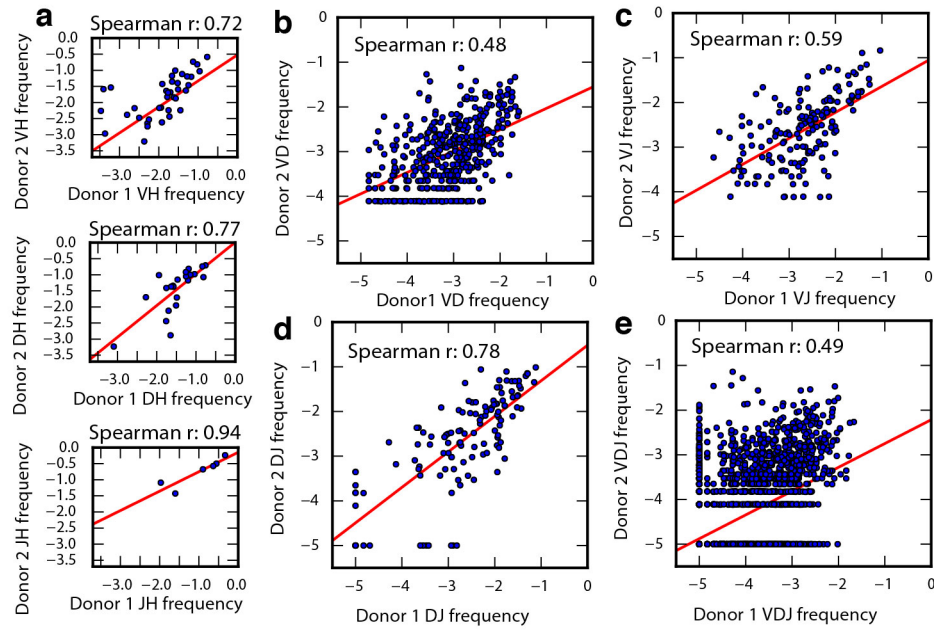 a
Spearman r: 0.72
Donor 2 VH frequency
0.0
−0.5
−1.0
−1.5
−2.0
−2.5
−3.0
−3.5
−3.0 −2.0 −1.0 0.0
Donor 1 VH frequency
Spearman r: 0.77
Donor 2 DH frequency
0.0
−0.5
−1.0
−1.5
−2.0
−2.5
−3.0
−3.5
−3.0 −2.0 −1.0 0.0
Donor 1 DH frequency
Spearman r: 0.94
Donor 2 JH frequency
0.0
−0.5
−1.0
−1.5
−2.0
−2.5
−3.0
−3.5
−3.0 −2.0 −1.0 0.0
Donor 1 JH frequency
b
Spearman r: 0.48
Donor 2 VD frequency
0
−1
−2
−3
−4
−5
−5 −4 −3 −2 −1 0
Donor1 VD frequency
c
Spearman r: 0.59
Donor 2 VJ frequency
0
−1
−2
−3
−4
−5
−5 −4 −3 −2 −1 0
Donor 1 VJ frequency
d
Spearman r: 0.78
Donor 2 DJ frequency
0
−1
−2
−3
−4
−5
−5 −4 −3 −2 −1 0
Donor 1 DJ frequency
e
Spearman r: 0.49
Donor 2 VDJ frequency
0
−1
−2
−3
−4
−5
−5 −4 −3 −2 −1 0
Donor 1 VDJ frequency